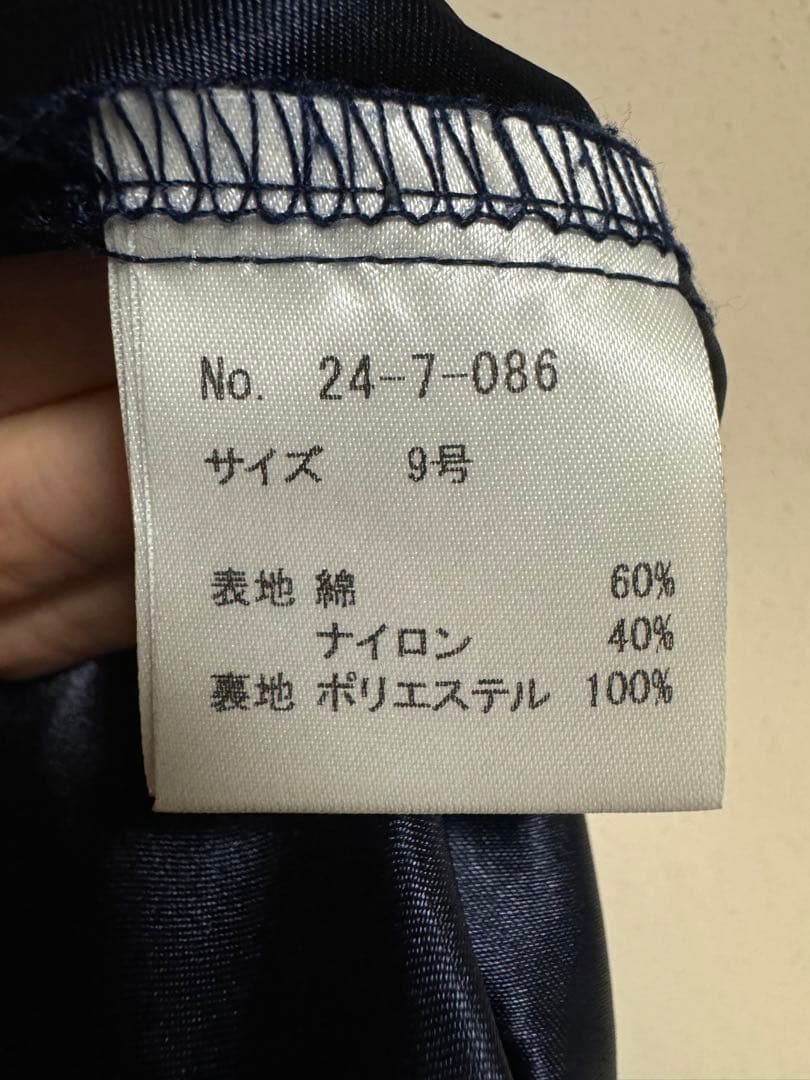 No. 24-7-086
サイズ 9号
表地 綿 60%
ナイロン 40%
裏地 ポリエステル 100%